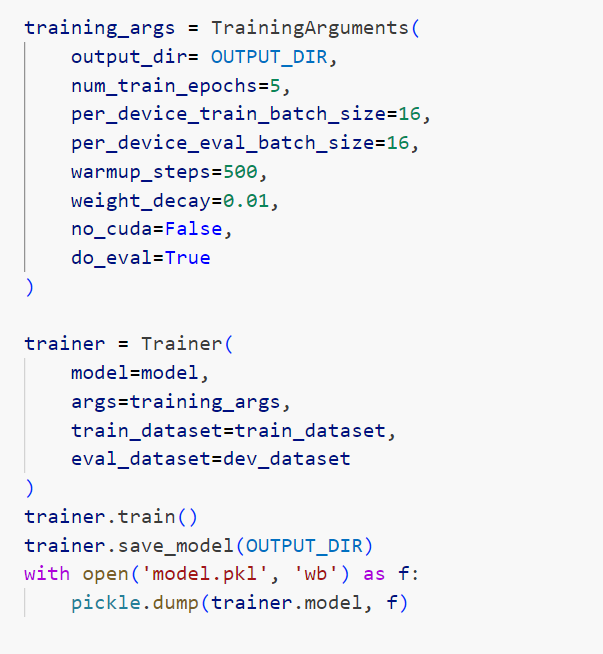 training_args = TrainingArguments(
    output_dir= OUTPUT_DIR,
    num_train_epochs=5,
    per_device_train_batch_size=16,
    per_device_eval_batch_size=16,
    warmup_steps=500,
    weight_decay=0.01,
    no_cuda=False,
    do_eval=True
)

trainer = Trainer(
    model=model,
    args=training_args,
    train_dataset=train_dataset,
    eval_dataset=dev_dataset
)
trainer.train()
trainer.save_model(OUTPUT_DIR)
with open('model.pkl', 'wb') as f:
    pickle.dump(trainer.model, f)